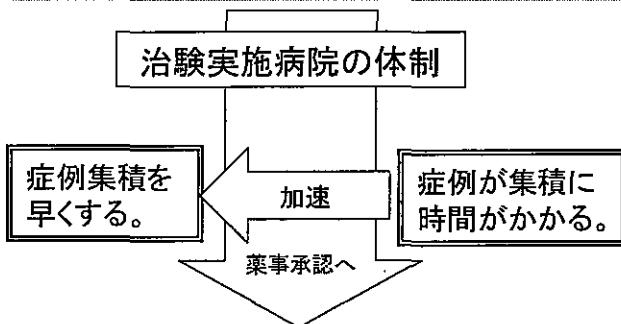 治験実施病院の体制
症例集積を
早くする。
加速
症例が集積に
時間がかかる。
薬事承認へ